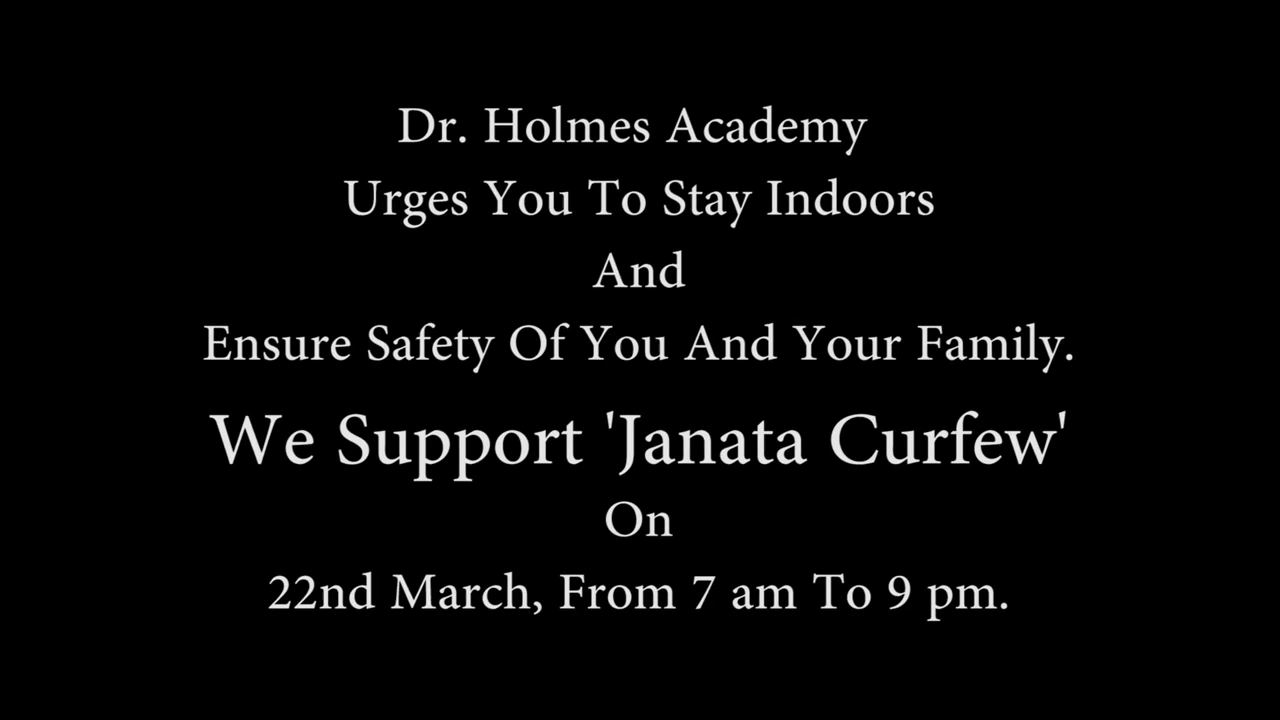 Dr. Holmes Academy
Urges You To Stay Indoors
And
Ensure Safety Of You And Your Family.
We Support 'Janata Curfew'
On
22nd March, From 7 am To 9 pm.